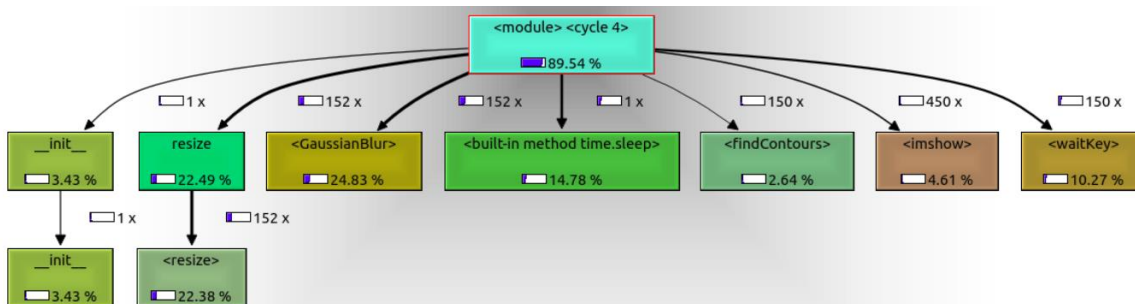 <module> <cycle 4>
89.54 %
1 x
152 x
152 x
1 x
150 x
450 x
150 x
__init__
3.43 %
resize
22.49 %
<GaussianBlur>
24.83 %
<built-in method time.sleep>
14.78 %
<findContours>
2.64 %
<imshow>
4.61 %
<waitKey>
10.27 %
1 x
152 x
__init__
3.43 %
<resize>
22.38 %